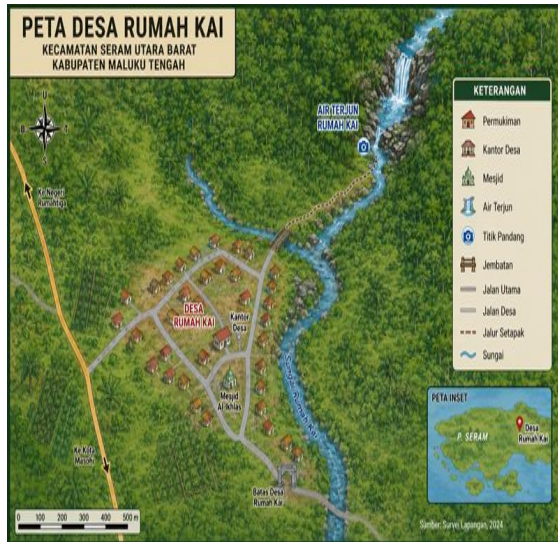 PETA DESA RUMAH KAI
KECAMATAN SERAM UTARA BARAT
KABUPATEN MALUKU TENGAH
U
B
T
S
AIR TERJUN
RUMAH KAI
Ke Negeri
Rumahtiga
DESA
RUMAH KAI
Kantor
Desa
Mesjid
Al Ikhlas
Sungai Rumah Kai
Ke Kota
Masohi
Batas Desa
Rumah Kai
0 100 200 300 400 500 m
KETERANGAN
Permukiman
Kantor Desa
Mesjid
Air Terjun
Titik Pandang
Jembatan
Jalan Utama
Jalan Desa
Jalur Setapak
Sungai
PETA INSET
P. SERAM
Desa
Rumah Kai
Sumber: Survei Lapangan, 2024